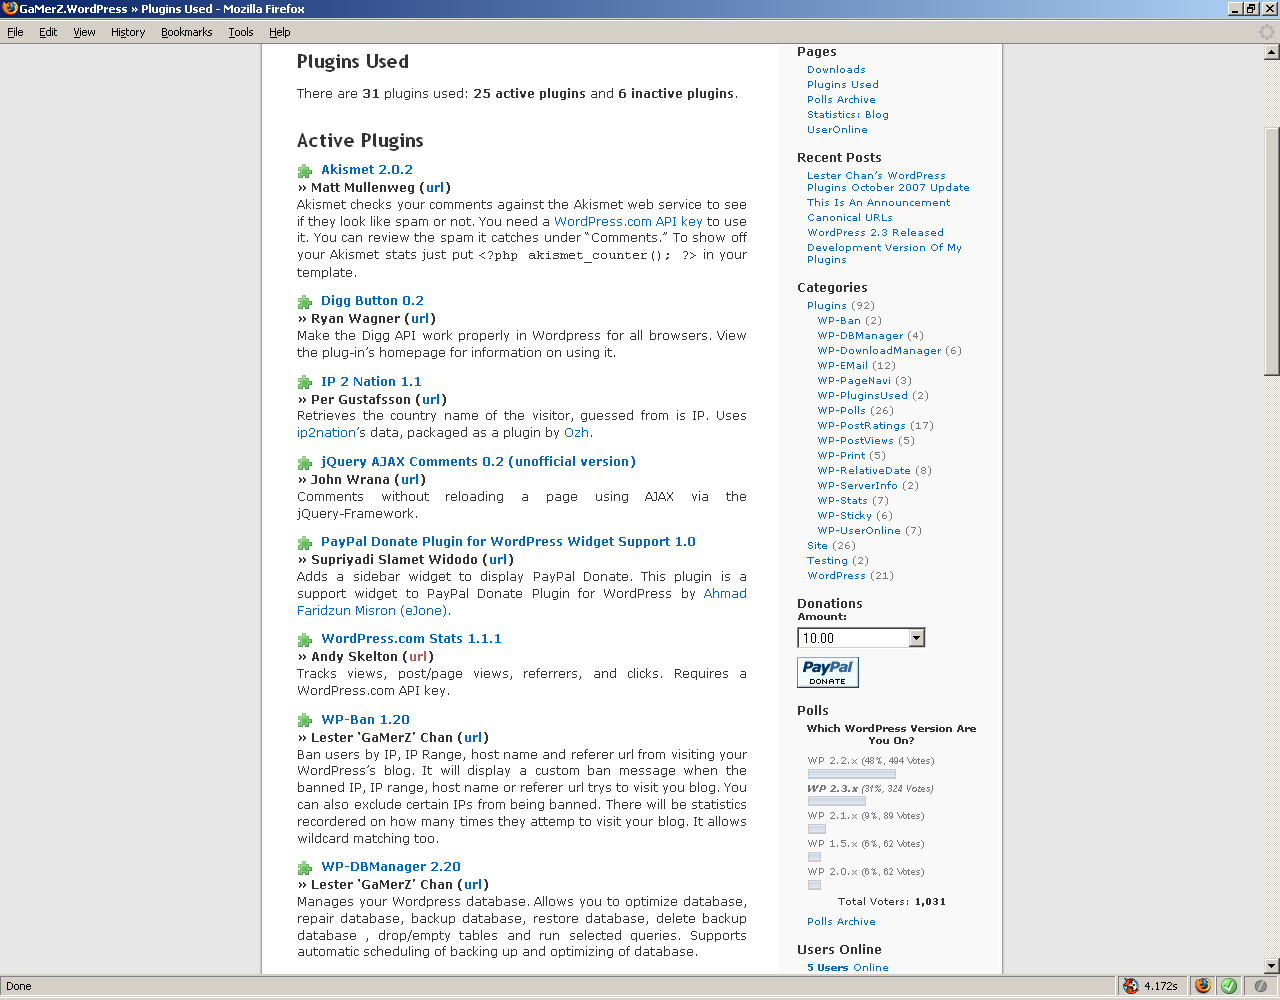 GaMerZ.WordPress » Plugins Used - Mozilla Firefox
File Edit View History Bookmarks Tools Help
Plugins Used
There are 31 plugins used: 25 active plugins and 6 inactive plugins.
Active Plugins
Akismet 2.0.2
» Matt Mullenweg (url)
Akismet checks your comments against the Akismet web service to see
if they look like spam or not. You need a WordPress.com API key to use
it. You can review the spam it catches under “Comments.” To show off
your Akismet stats just put <?php akismet_counter(); ?> in your
template.
Digg Button 0.2
» Ryan Wagner (url)
Make the Digg API work properly in Wordpress for all browsers. View
the plug-in’s homepage for information on using it.
IP 2 Nation 1.1
» Per Gustafsson (url)
Retrieves the country name of the visitor, guessed from is IP. Uses
ip2nation’s data, packaged as a plugin by Ozh.
jQuery AJAX Comments 0.2 (unofficial version)
» John Wrana (url)
Comments without reloading a page using AJAX via the
jQuery-Framework.
PayPal Donate Plugin for WordPress Widget Support 1.0
» Supriyadi Slamet Widodo (url)
Adds a sidebar widget to display PayPal Donate. This plugin is a
support widget to PayPal Donate Plugin for WordPress by Ahmad
Faridzun Misron (eJone).
WordPress.com Stats 1.1.1
» Andy Skelton (url)
Tracks views, post/page views, referrers, and clicks. Requires a
WordPress.com API key.
WP-Ban 1.20
» Lester ‘GaMerZ’ Chan (url)
Ban users by IP, IP Range, host name and referer url from visiting your
WordPress’s blog. It will display a custom ban message when the
banned IP, IP range, host name or referer url trys to visit you blog. You
can also exclude certain IPs from being banned. There will be statistics
recordered on how many times they attemp to visit your blog. It allows
wildcard matching too.
WP-DBManager 2.20
» Lester ‘GaMerZ’ Chan (url)
Manages your Wordpress database. Allows you to optimize database,
repair database, backup database, restore database, delete backup
database , drop/empty tables and run selected queries. Supports
automatic scheduling of backing up and optimizing of database.
Pages
Downloads
Plugins Used
Polls Archive
Statistics: Blog
UserOnline
Recent Posts
Lester Chan’s WordPress
Plugins October 2007 Update
This Is An Announcement
Canonical URLs
WordPress 2.3 Released
Development Version Of My
Plugins
Categories
Plugins (92)
WP-Ban (2)
WP-DBManager (4)
WP-DownloadManager (6)
WP-EMail (12)
WP-PageNavi (3)
WP-PluginsUsed (2)
WP-Polls (26)
WP-PostRatings (17)
WP-PostViews (5)
WP-Print (5)
WP-RelativeDate (8)
WP-ServerInfo (2)
WP-Stats (7)
WP-Sticky (6)
WP-UserOnline (7)
Site (26)
Testing (2)
WordPress (21)
Donations
Amount:
10.00
PayPal
DONATE
Polls
Which WordPress Version Are
You On?
WP 2.2.x (48%, 494 Votes)
WP 2.3.x (31%, 324 Votes)
WP 2.1.x (9%, 89 Votes)
WP 1.5.x (6%, 62 Votes)
WP 2.0.x (6%, 62 Votes)
Total Voters: 1,031
Polls Archive
Users Online
5 Users Online
Done
4.172s